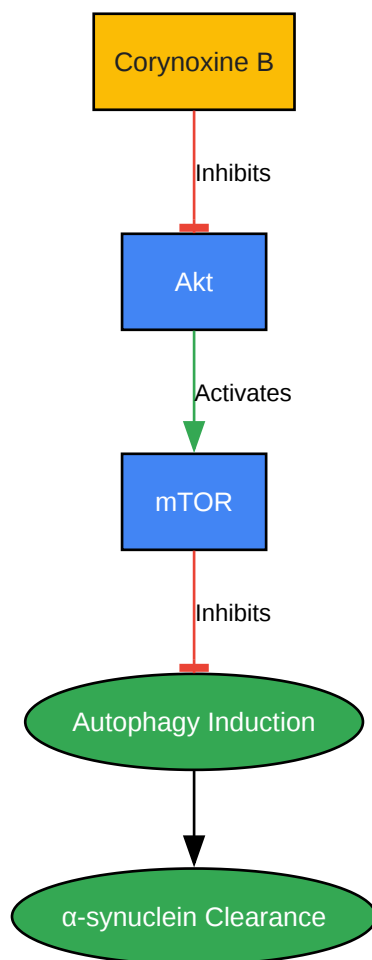 Corynoxine B
Inhibits
Akt
Activates
mTOR
Inhibits
Autophagy Induction
α-synuclein Clearance